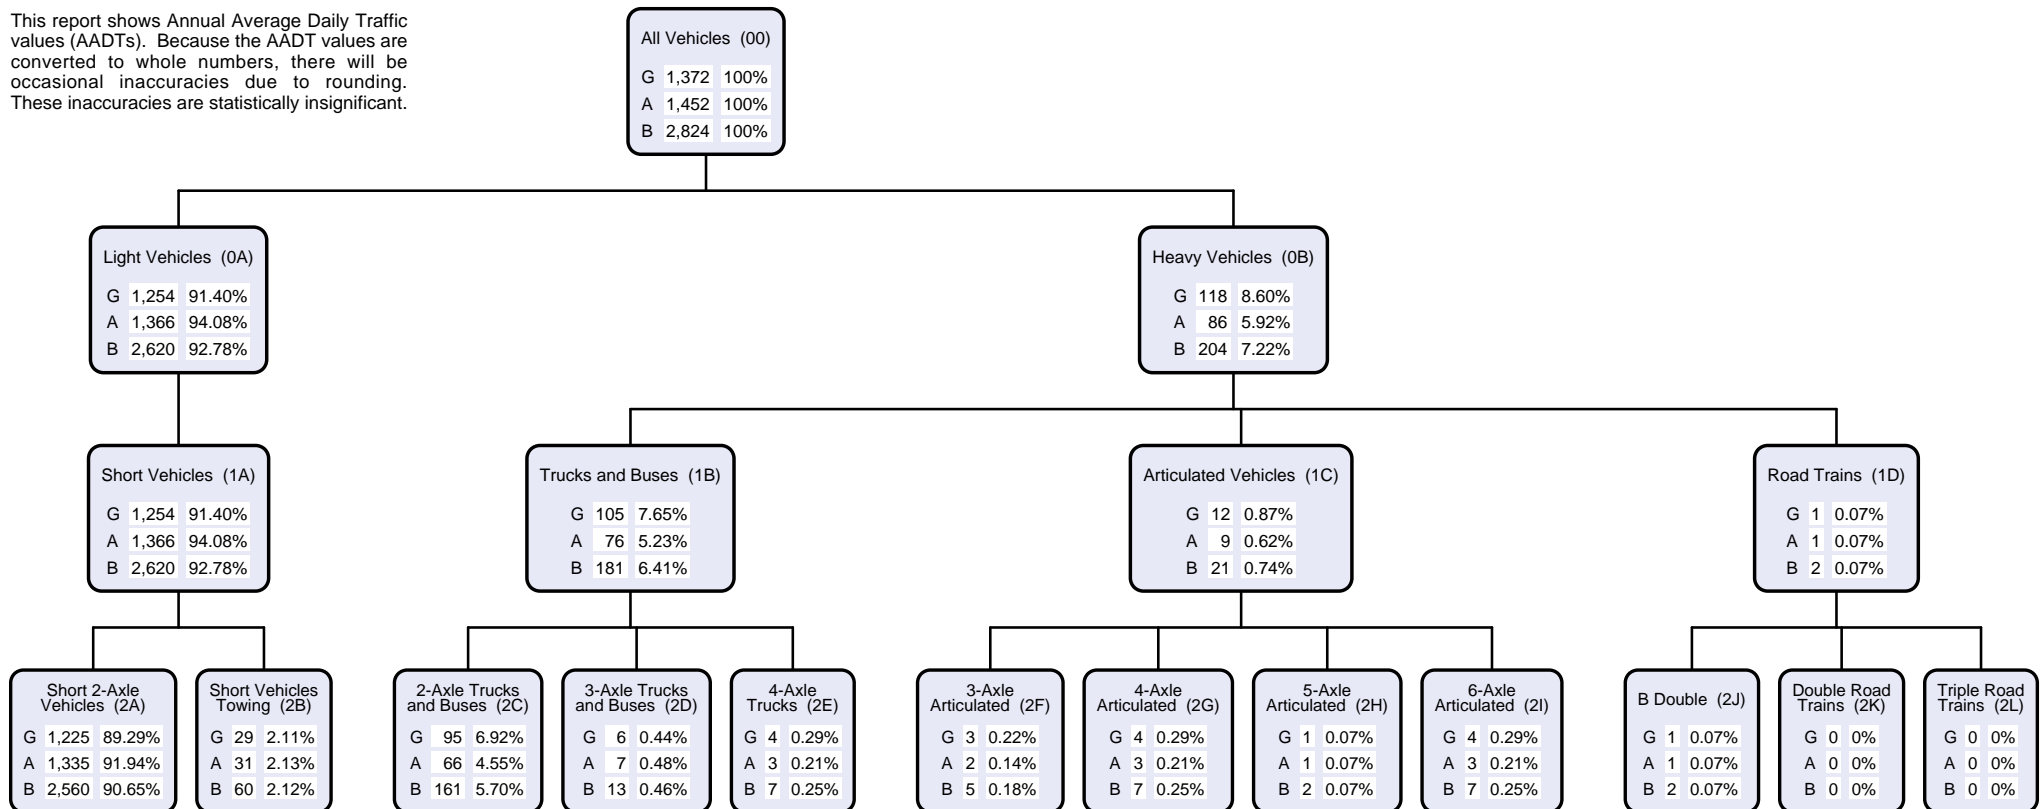 This report shows Annual Average Daily Traffic
values (AADTs). Because the AADT values are
converted to whole numbers, there will be
occasional inaccuracies due to rounding.
These inaccuracies are statistically insignificant.
All Vehicles (00)
G 1,372 100%
A 1,452 100%
B 2,824 100%
Light Vehicles (0A)
G 1,254 91.40%
A 1,366 94.08%
B 2,620 92.78%
Heavy Vehicles (0B)
G 118 8.60%
A 86 5.92%
B 204 7.22%
Short Vehicles (1A)
G 1,254 91.40%
A 1,366 94.08%
B 2,620 92.78%
Trucks and Buses (1B)
G 105 7.65%
A 76 5.23%
B 181 6.41%
Articulated Vehicles (1C)
G 12 0.87%
A 9 0.62%
B 21 0.74%
Road Trains (1D)
G 1 0.07%
A 1 0.07%
B 2 0.07%
Short 2-Axle
Vehicles (2A)
G 1,225 89.29%
A 1,335 91.94%
B 2,560 90.65%
Short Vehicles
Towing (2B)
G 29 2.11%
A 31 2.13%
B 60 2.12%
2-Axle Trucks
and Buses (2C)
G 95 6.92%
A 66 4.55%
B 161 5.70%
3-Axle Trucks
and Buses (2D)
G 6 0.44%
A 7 0.48%
B 13 0.46%
4-Axle
Trucks (2E)
G 4 0.29%
A 3 0.21%
B 7 0.25%
3-Axle
Articulated (2F)
G 3 0.22%
A 2 0.14%
B 5 0.18%
4-Axle
Articulated (2G)
G 4 0.29%
A 3 0.21%
B 7 0.25%
5-Axle
Articulated (2H)
G 1 0.07%
A 1 0.07%
B 2 0.07%
6-Axle
Articulated (2I)
G 4 0.29%
A 3 0.21%
B 7 0.25%
B Double (2J)
G 1 0.07%
A 1 0.07%
B 2 0.07%
Double Road
Trains (2K)
G 0 0%
A 0 0%
B 0 0%
Triple Road
Trains (2L)
G 0 0%
A 0 0%
B 0 0%